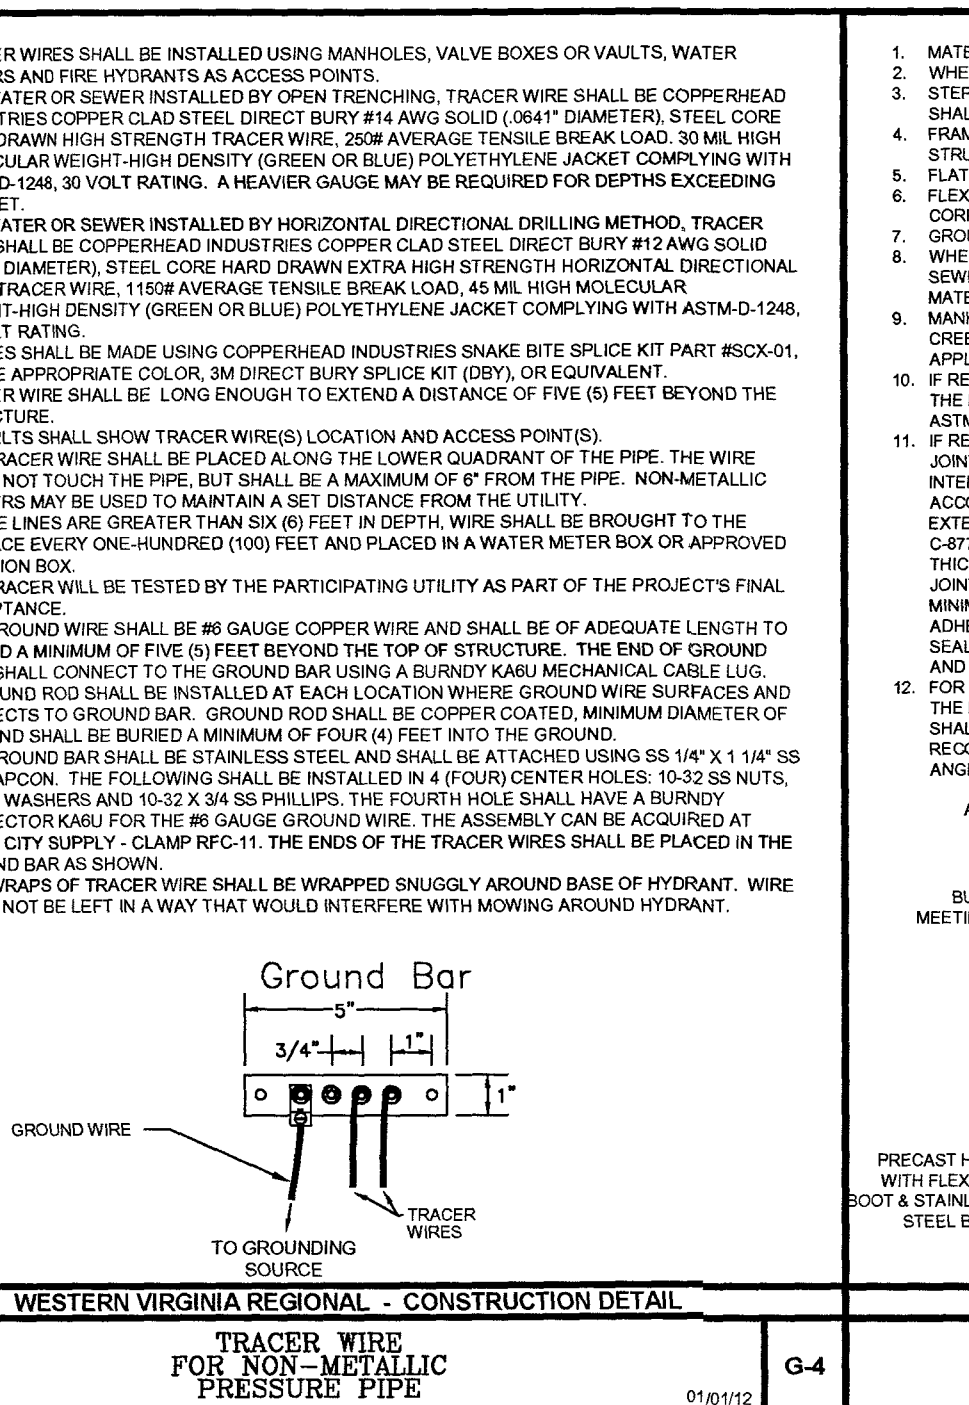 ER WIRES SHALL BE INSTALLED USING MANHOLES, VALVE BOXES OR VAULTS, WATER
RS AND FIRE HYDRANTS AS ACCESS POINTS.
ATER OR SEWER INSTALLED BY OPEN TRENCHING, TRACER WIRE SHALL BE COPPERHEAD
TRIES COPPER CLAD STEEL DIRECT BURY #14 AWG SOLID (.0641" DIAMETER), STEEL CORE
DRAWN HIGH STRENGTH TRACER WIRE, 250# AVERAGE TENSILE BREAK LOAD. 30 MIL HIGH
CULAR WEIGHT-HIGH DENSITY (GREEN OR BLUE) POLYETHYLENE JACKET COMPLYING WITH
D-1248, 30 VOLT RATING. A HEAVIER GAUGE MAY BE REQUIRED FOR DEPTHS EXCEEDING
ET.
ATER OR SEWER INSTALLED BY HORIZONTAL DIRECTIONAL DRILLING METHOD, TRACER
SHALL BE COPPERHEAD INDUSTRIES COPPER CLAD STEEL DIRECT BURY #12 AWG SOLID
DIAMETER), STEEL CORE HARD DRAWN EXTRA HIGH STRENGTH HORIZONTAL DIRECTIONAL
TRACER WIRE, 1150# AVERAGE TENSILE BREAK LOAD, 45 MIL HIGH MOLECULAR
HT-HIGH DENSITY (GREEN OR BLUE) POLYETHYLENE JACKET COMPLYING WITH ASTM-D-1248,
T RATING.
ES SHALL BE MADE USING COPPERHEAD INDUSTRIES SNAKE BITE SPLICE KIT PART #SCX-01,
E APPROPRIATE COLOR, 3M DIRECT BURY SPLICE KIT (DBY), OR EQUIVALENT.
R WIRE SHALL BE LONG ENOUGH TO EXTEND A DISTANCE OF FIVE (5) FEET BEYOND THE
CTURE.
LTS SHALL SHOW TRACER WIRE(S) LOCATION AND ACCESS POINT(S).
RACER WIRE SHALL BE PLACED ALONG THE LOWER QUADRANT OF THE PIPE. THE WIRE
NOT TOUCH THE PIPE, BUT SHALL BE A MAXIMUM OF 6" FROM THE PIPE. NON-METALLIC
RS MAY BE USED TO MAINTAIN A SET DISTANCE FROM THE UTILITY.
E LINES ARE GREATER THAN SIX (6) FEET IN DEPTH, WIRE SHALL BE BROUGHT TO THE
CE EVERY ONE-HUNDRED (100) FEET AND PLACED IN A WATER METER BOX OR APPROVED
ION BOX.
RACER WILL BE TESTED BY THE PARTICIPATING UTILITY AS PART OF THE PROJECT'S FINAL
PTANCE.
ROUND WIRE SHALL BE #6 GAUGE COPPER WIRE AND SHALL BE OF ADEQUATE LENGTH TO
D A MINIMUM OF FIVE (5) FEET BEYOND THE TOP OF STRUCTURE. THE END OF GROUND
SHALL CONNECT TO THE GROUND BAR USING A BURNDY KA6U MECHANICAL CABLE LUG.
UND ROD SHALL BE INSTALLED AT EACH LOCATION WHERE GROUND WIRE SURFACES AND
ECTS TO GROUND BAR. GROUND ROD SHALL BE COPPER COATED, MINIMUM DIAMETER OF
ND SHALL BE BURIED A MINIMUM OF FOUR (4) FEET INTO THE GROUND.
ROUND BAR SHALL BE STAINLESS STEEL AND SHALL BE ATTACHED USING SS 1/4" X 1 1/4" SS
APCON. THE FOLLOWING SHALL BE INSTALLED IN 4 (FOUR) CENTER HOLES: 10-32 SS NUTS,
WASHERS AND 10-32 X 3/4 SS PHILLIPS. THE FOURTH HOLE SHALL HAVE A BURNDY
ECTOR KA6U FOR THE #6 GAUGE GROUND WIRE. THE ASSEMBLY CAN BE ACQUIRED AT
CITY SUPPLY - CLAMP RFC-11. THE ENDS OF THE TRACER WIRES SHALL BE PLACED IN THE
ND BAR AS SHOWN.
WRAPS OF TRACER WIRE SHALL BE WRAPPED SNUGGLY AROUND BASE OF HYDRANT. WIRE
NOT BE LEFT IN A WAY THAT WOULD INTERFERE WITH MOWING AROUND HYDRANT.
Ground Bar
5"
3/4"
1"
1"
GROUND WIRE
TRACER
WIRES
TO GROUNDING
SOURCE
WESTERN VIRGINIA REGIONAL - CONSTRUCTION DETAIL
TRACER WIRE
FOR NON-METALLIC
PRESSURE PIPE
01/01/12
G-4
1. MATE
2. WHE
3. STEP
SHAL
4. FRAM
STRU
5. FLAT
6. FLEX
COR
7. GROU
8. WHE
SEW
MATE
9. MAN
CREE
APPL
10. IF RE
THE
ASTM
11. IF RE
JOIN
INTE
ACCO
EXTE
C-877
THIC
JOIN
MINI
ADHE
SEAL
AND
12. FOR
THE
SHAL
RECO
ANG
A
BU
MEETI
PRECAST H
WITH FLEX
BOOT & STAINL
STEEL B